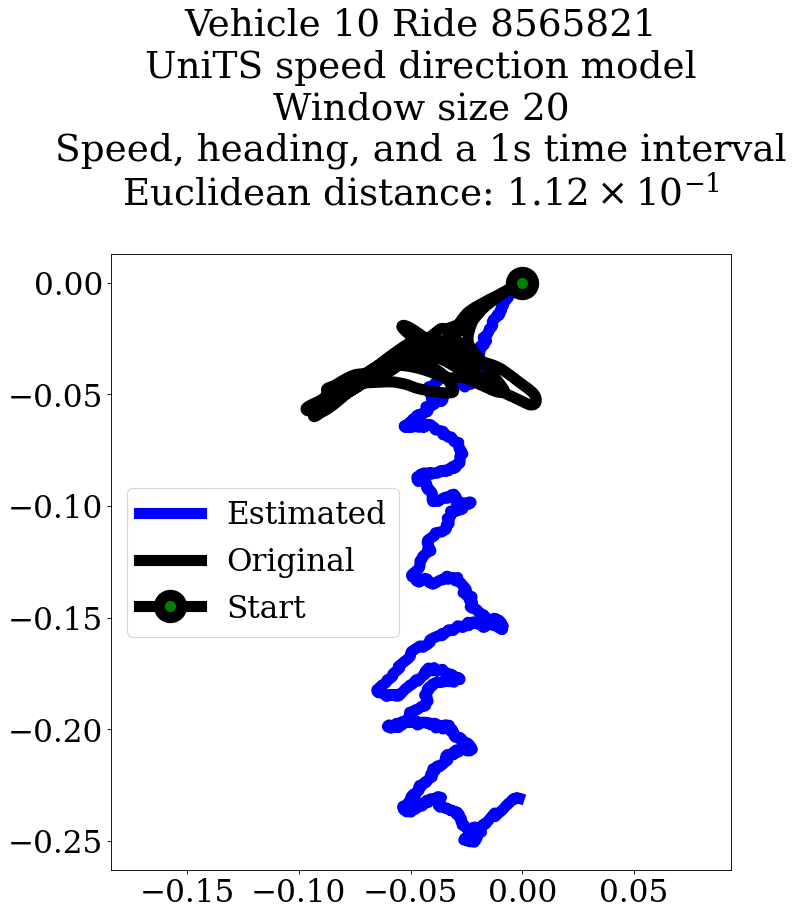 Vehicle 10 Ride 8565821
UniTS speed direction model
Window size 20
Speed, heading, and a 1s time interval
Euclidean distance: 1.12 × 10⁻¹
0.00
−0.05
−0.10
−0.15
−0.20
−0.25
Estimated
Original
Start
−0.15 −0.10 −0.05 0.00 0.05